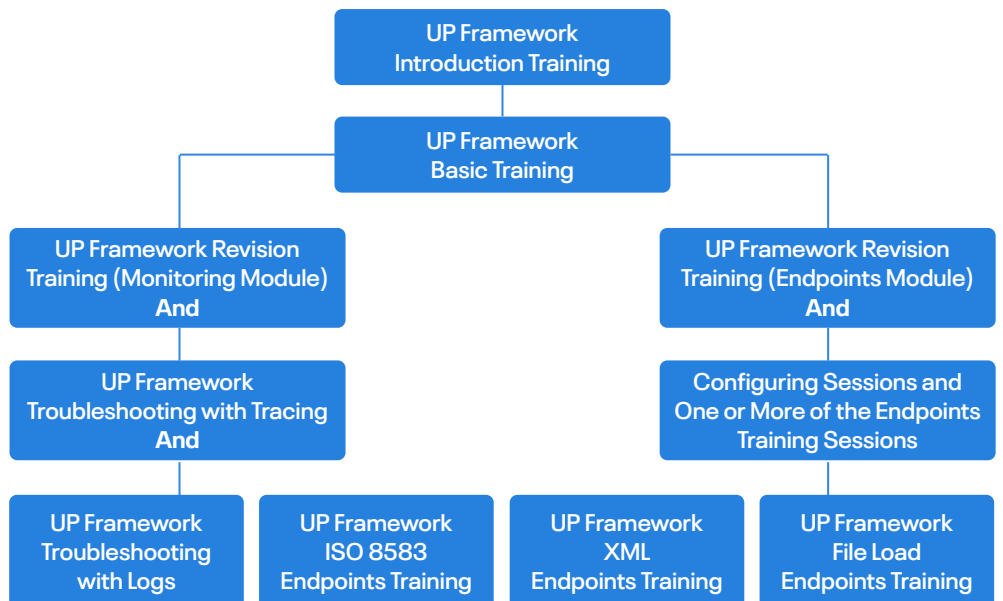 UP Framework
Introduction Training
UP Framework
Basic Training
UP Framework Revision
Training (Monitoring Module)
And
UP Framework Revision
Training (Endpoints Module)
And
UP Framework
Troubleshooting with Tracing
And
Configuring Sessions and
One or More of the Endpoints
Training Sessions
UP Framework
Troubleshooting
with Logs
UP Framework
ISO 8583
Endpoints Training
UP Framework
XML
Endpoints Training
UP Framework
File Load
Endpoints Training